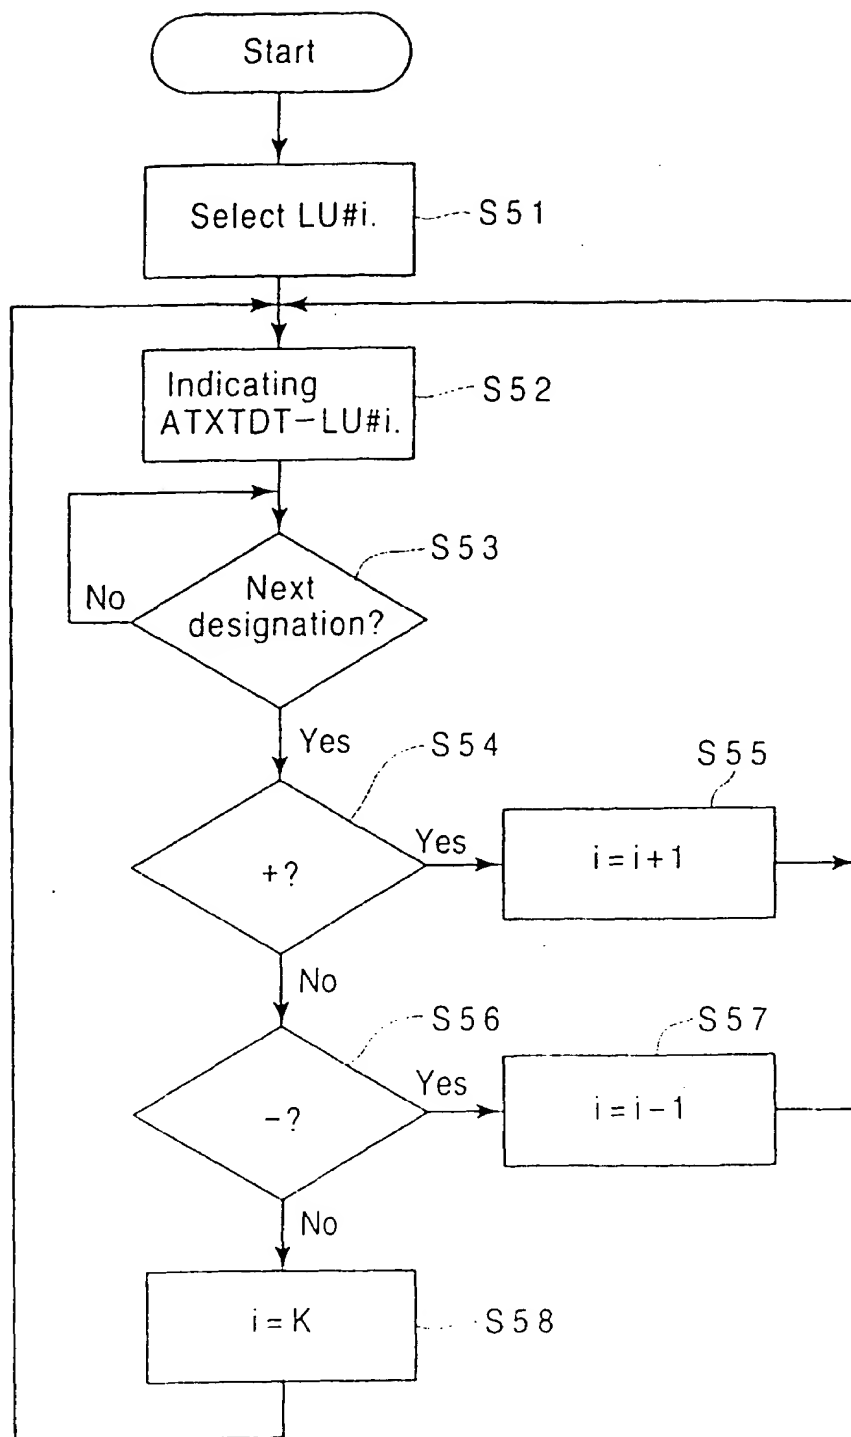 Start
Select LU#i.
S51
Indicating
ATXTDT-LU#i.
S52
S53
Next
designation?
No
Yes
S54
+?
Yes
S55
i=i+1
No
S56
-?
Yes
S57
i=i-1
No
i=K
S58